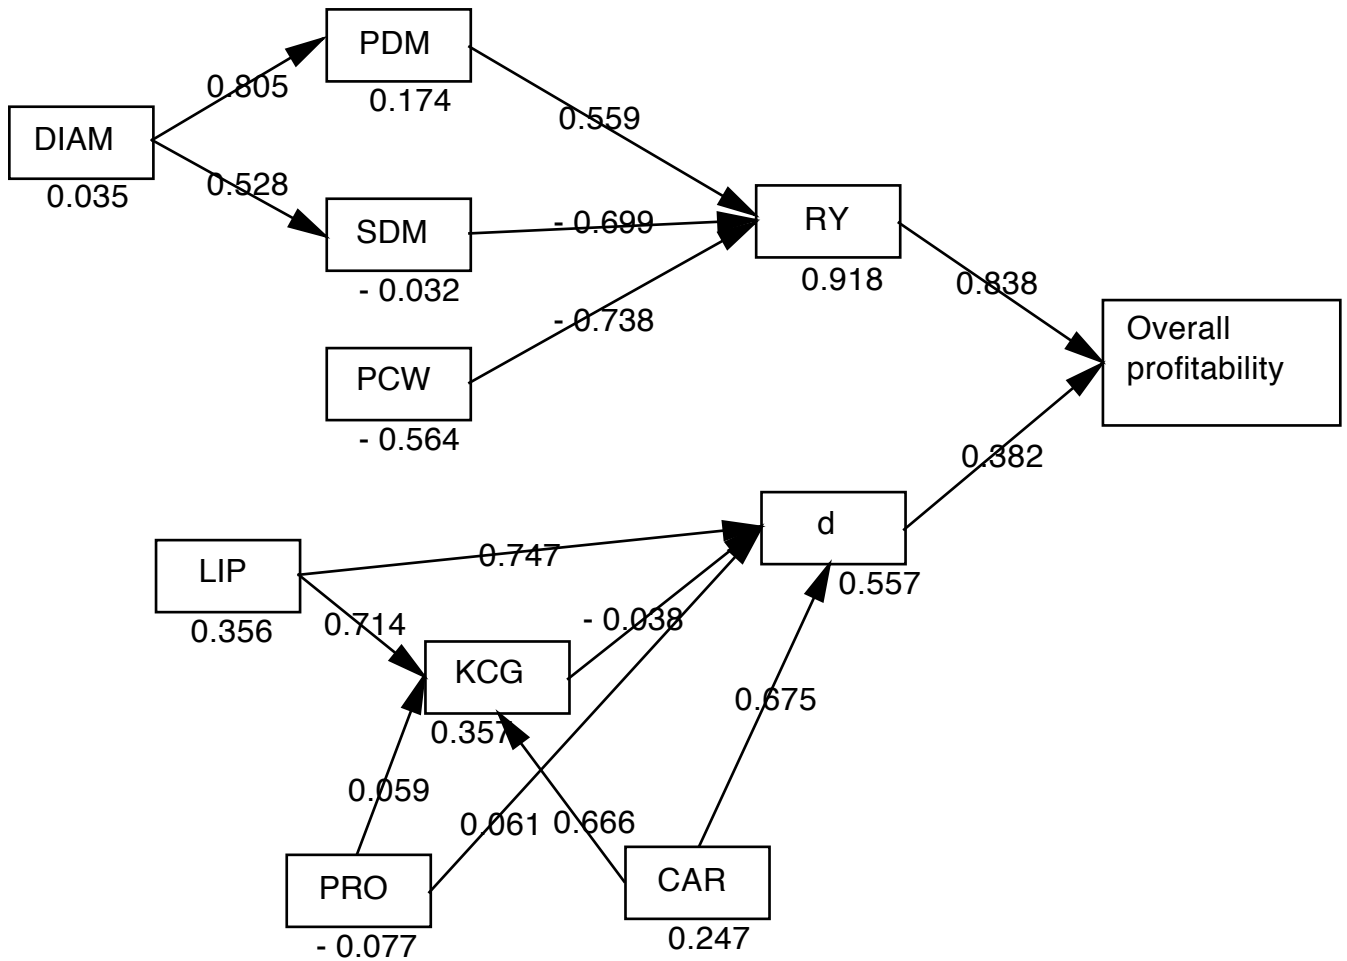 PDM
0.805
0.174
0.559
DIAM
0.035
0.528
SDM
- 0.032
- 0.699
RY
0.918
0.838
- 0.738
PCW
- 0.564
Overall
profitability
0.382
d
0.557
LIP
0.356
0.747
0.714
- 0.038
KCG
0.357
0.675
0.059
0.061
0.666
PRO
- 0.077
CAR
0.247